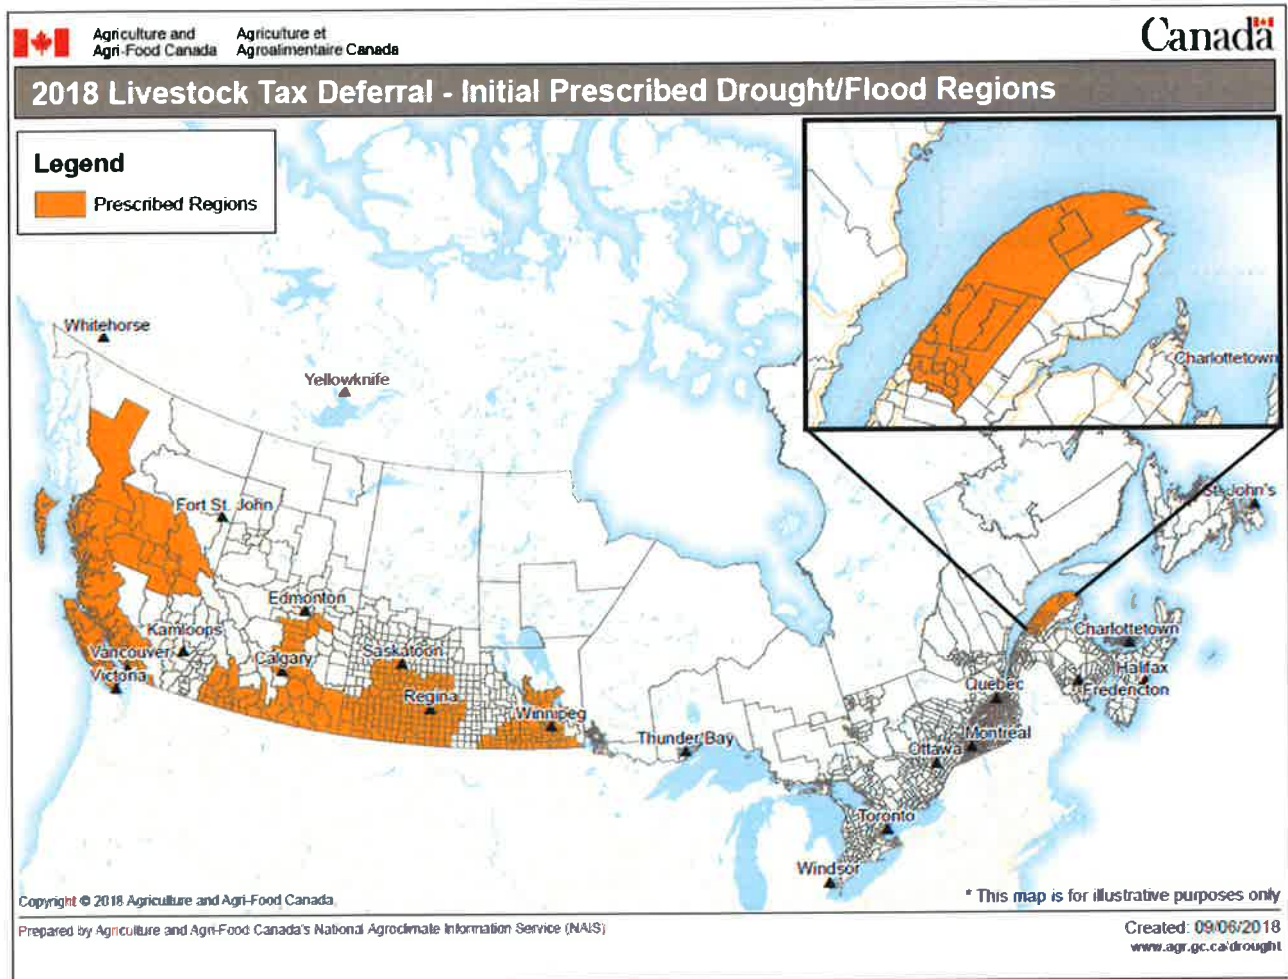 Agriculture and Agriculture et
Agri-Food Canada Agroalimentaire Canada
Canada
2018 Livestock Tax Deferral - Initial Prescribed Drought/Flood Regions
Legend
Prescribed Regions
Charlottetown
Whitehorse
Yellowknife
Fort St. John
St. John's
Edmonton
Kamloops
Vancouver
Calgary
Saskatoon
Victoria
Regina
Winnipeg
Thunder Bay
Charlottetown
Halifax
Quebec
Fredericton
Montreal
Ottawa
Toronto
Windsor
Copyright © 2018 Agriculture and Agri-Food Canada
* This map is for illustrative purposes only
Prepared by Agriculture and Agri-Food Canada's National Agroclimate Information Service (NAIS)
Created: 09/06/2018
www.agr.gc.ca/drought